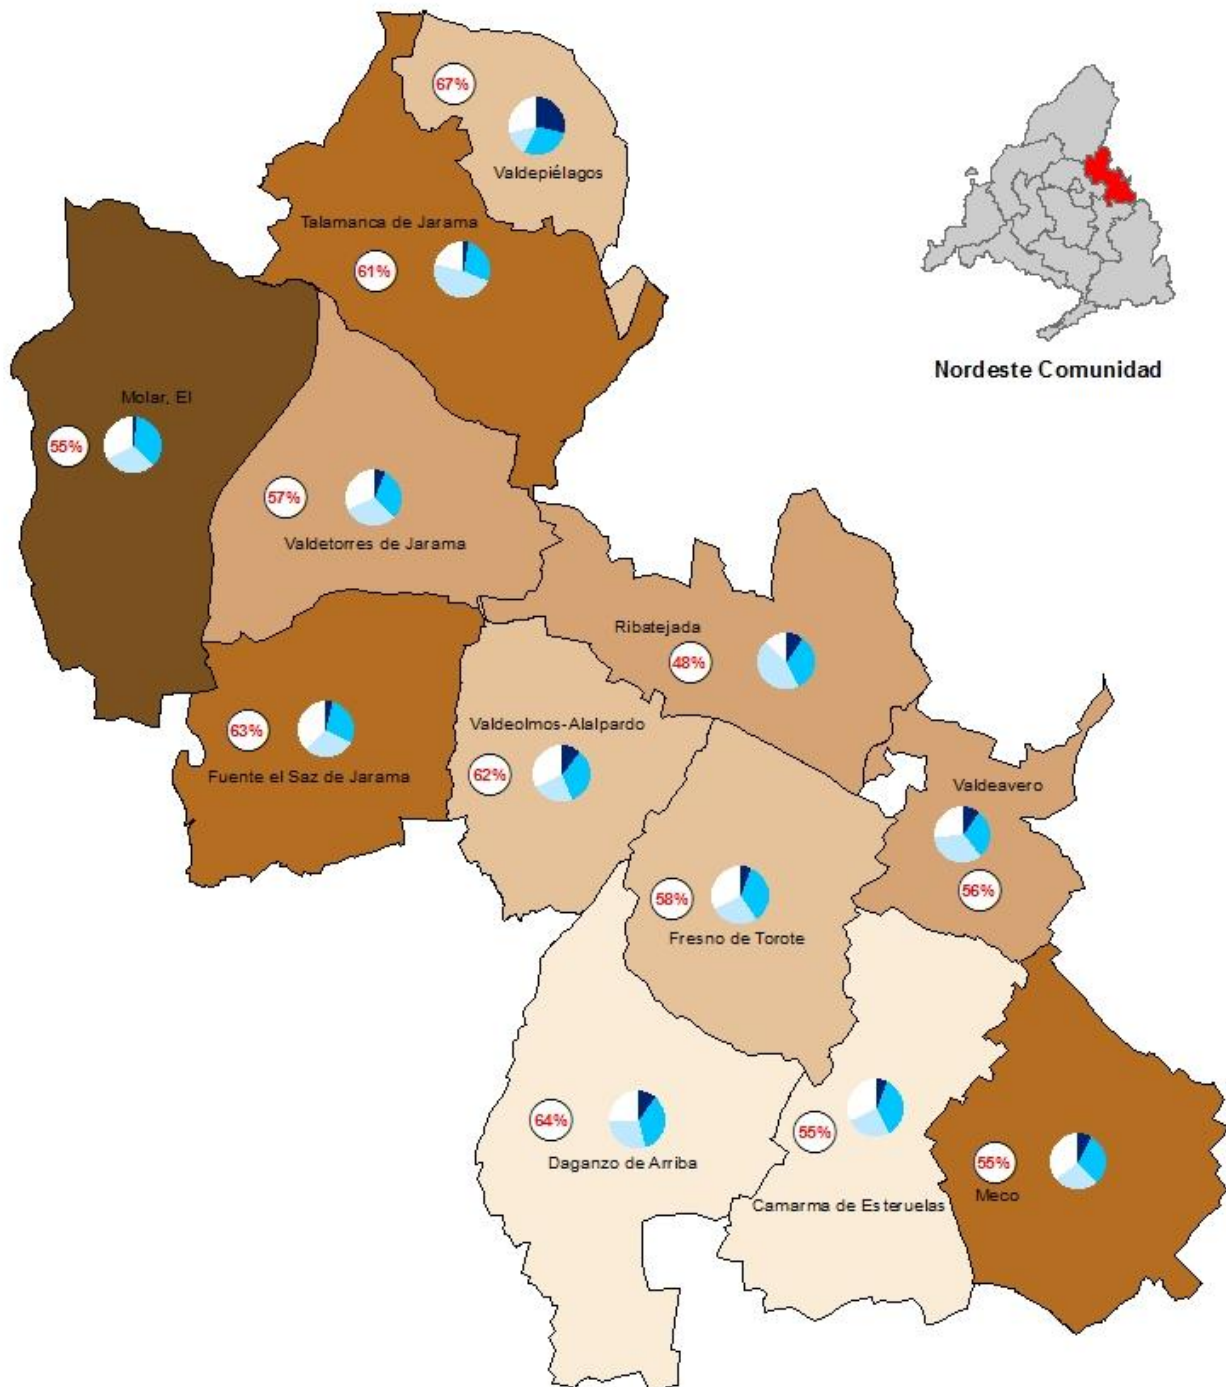 67%
Valdepiélagos
Talamanca de Jarama
61%
Nordeste Comunidad
Molar, El
55%
57%
Valdetorres de Jarama
Ribatejada
48%
Valdeolmos-Alalpardo
63%
62%
Fuente el Saz de Jarama
Valdeavero
58%
56%
Fresno de Torote
64%
55%
Daganzo de Arriba
55%
Meco
Camarma de Esteruelas